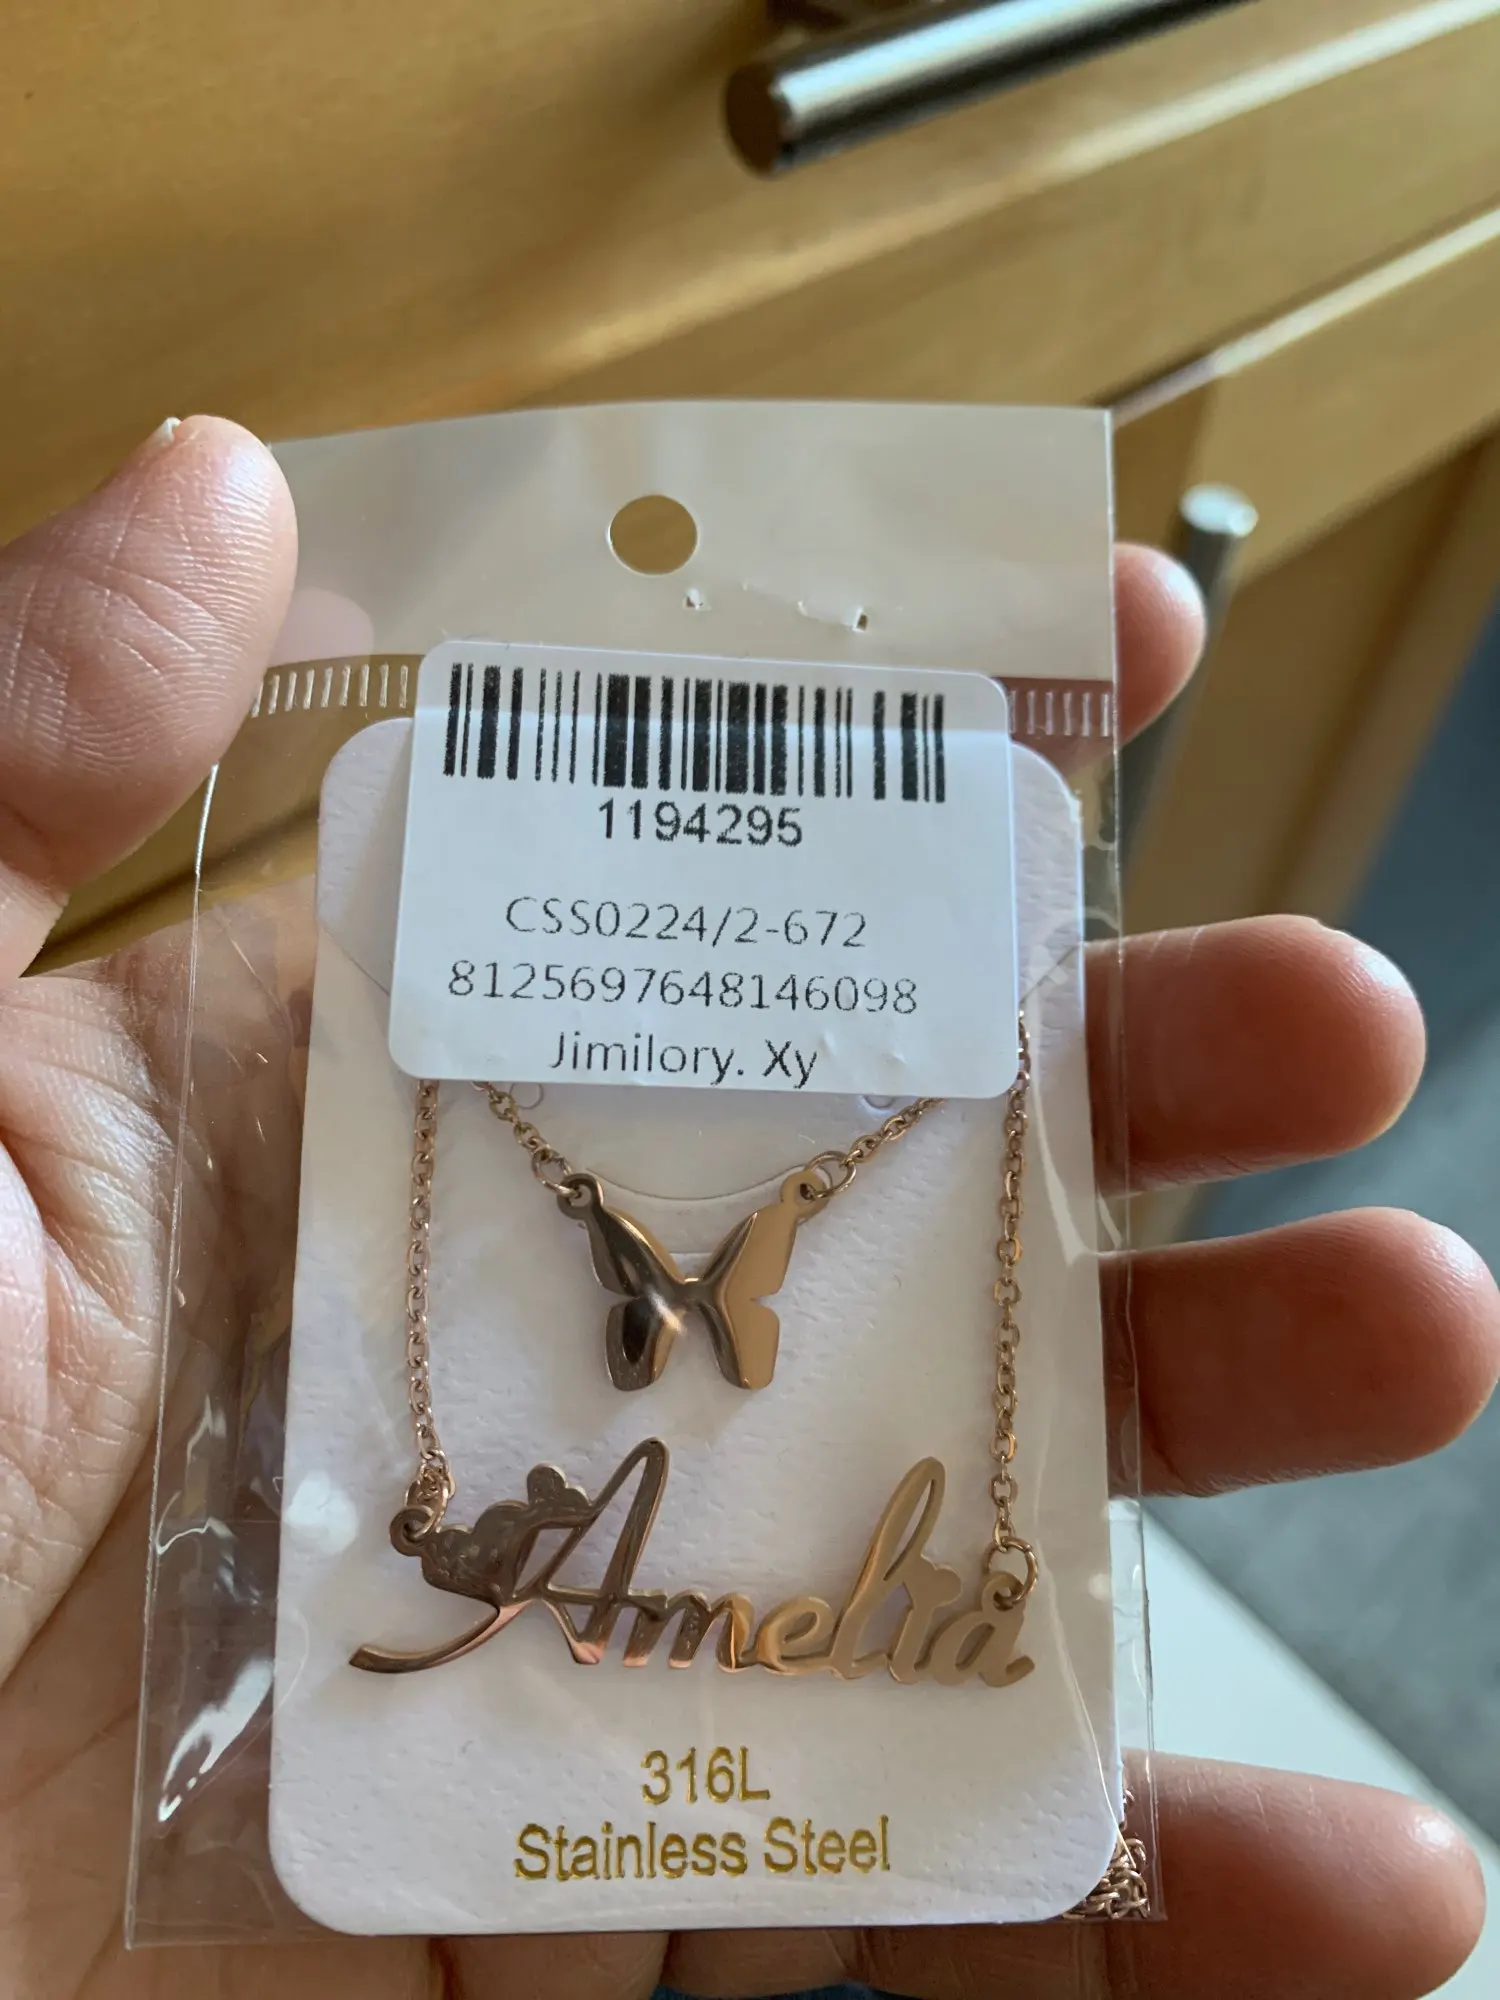 1194295
CSS0224/2-672
8125697648146098
Jimilory. Xy
Amelia
316L
Stainless Steel